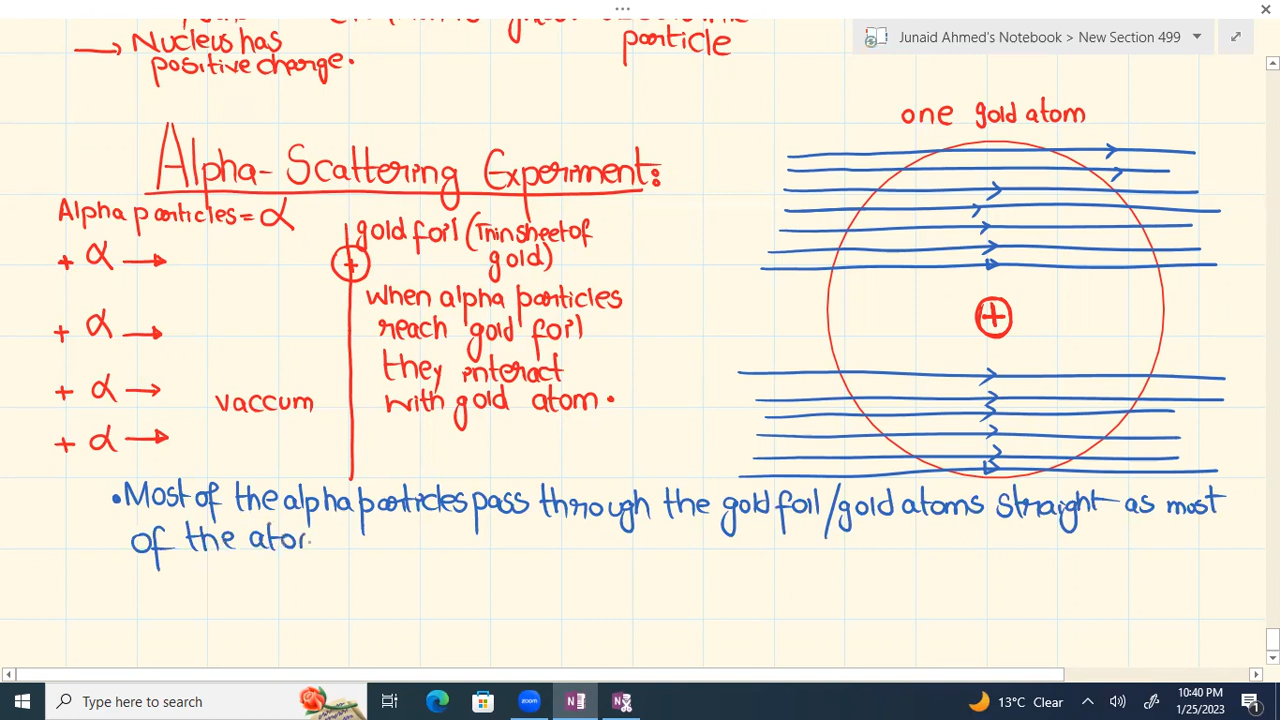 Junaid Ahmed's Notebook > New Section 499
→ Nucleus has
positive charge.
particle
Alpha-Scattering Experiment:
Alpha particles = α
+ α →
+ α →
+ α →
+ α →
vaccum
gold foil (Thin sheet of
gold)
+
when alpha particles
reach gold foil
they interact
with gold atom.
one gold atom
+
• Most of the alpha particles pass through the gold foil/gold atoms straight as most
of the ator
Type here to search
zoom
13°C Clear
10:40 PM
1/25/2023
1